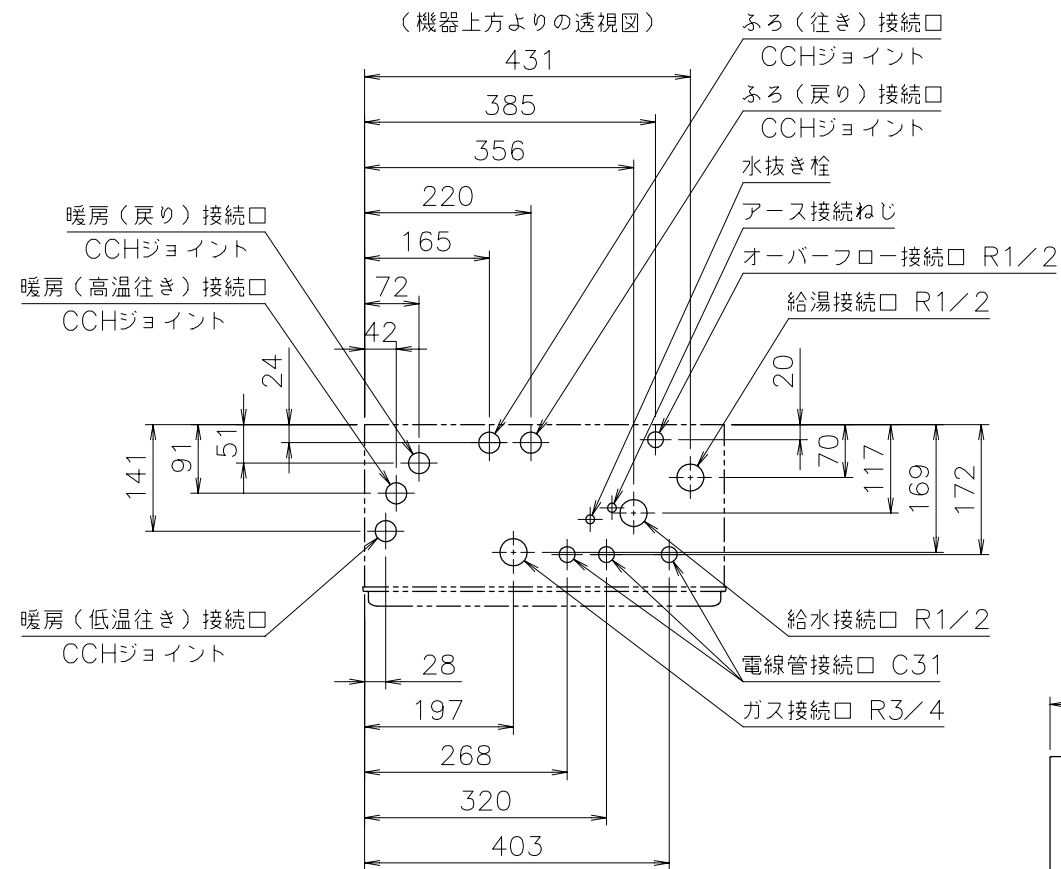 (機器上方よりの透視図)
ふろ(往き)接続口
CCHジョイント
431
ふろ(戻り)接続口
CCHジョイント
385
356
水抜き栓
220
アース接続ねじ
暖房(戻り)接続口
CCHジョイント
165
オーバーフロー接続口 R1/2
暖房(高温往き)接続口
CCHジョイント
72
給湯接続口 R1/2
42
24
20
51
91
141
70
117
169
172
暖房(低温往き)接続口
CCHジョイント
給水接続口 R1/2
28
電線管接続口 C31
197
ガス接続口 R3/4
268
320
403